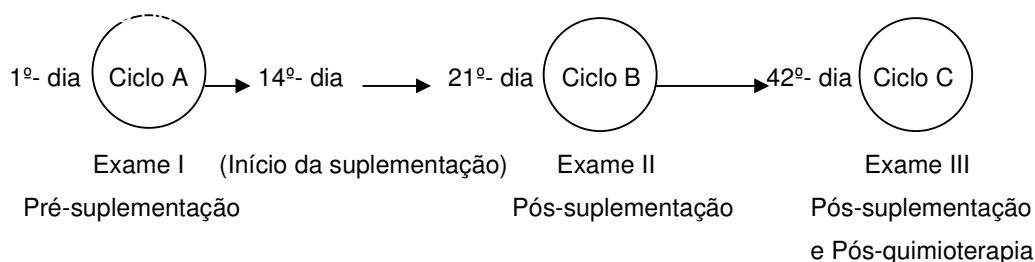 1º- dia Ciclo A 14º- dia 21º- dia Ciclo B 42º- dia Ciclo C
Exame I (Início da suplementação) Exame II Exame III
Pré-suplementação Pós-suplementação Pós-suplementação
e Pós-quimioterapia